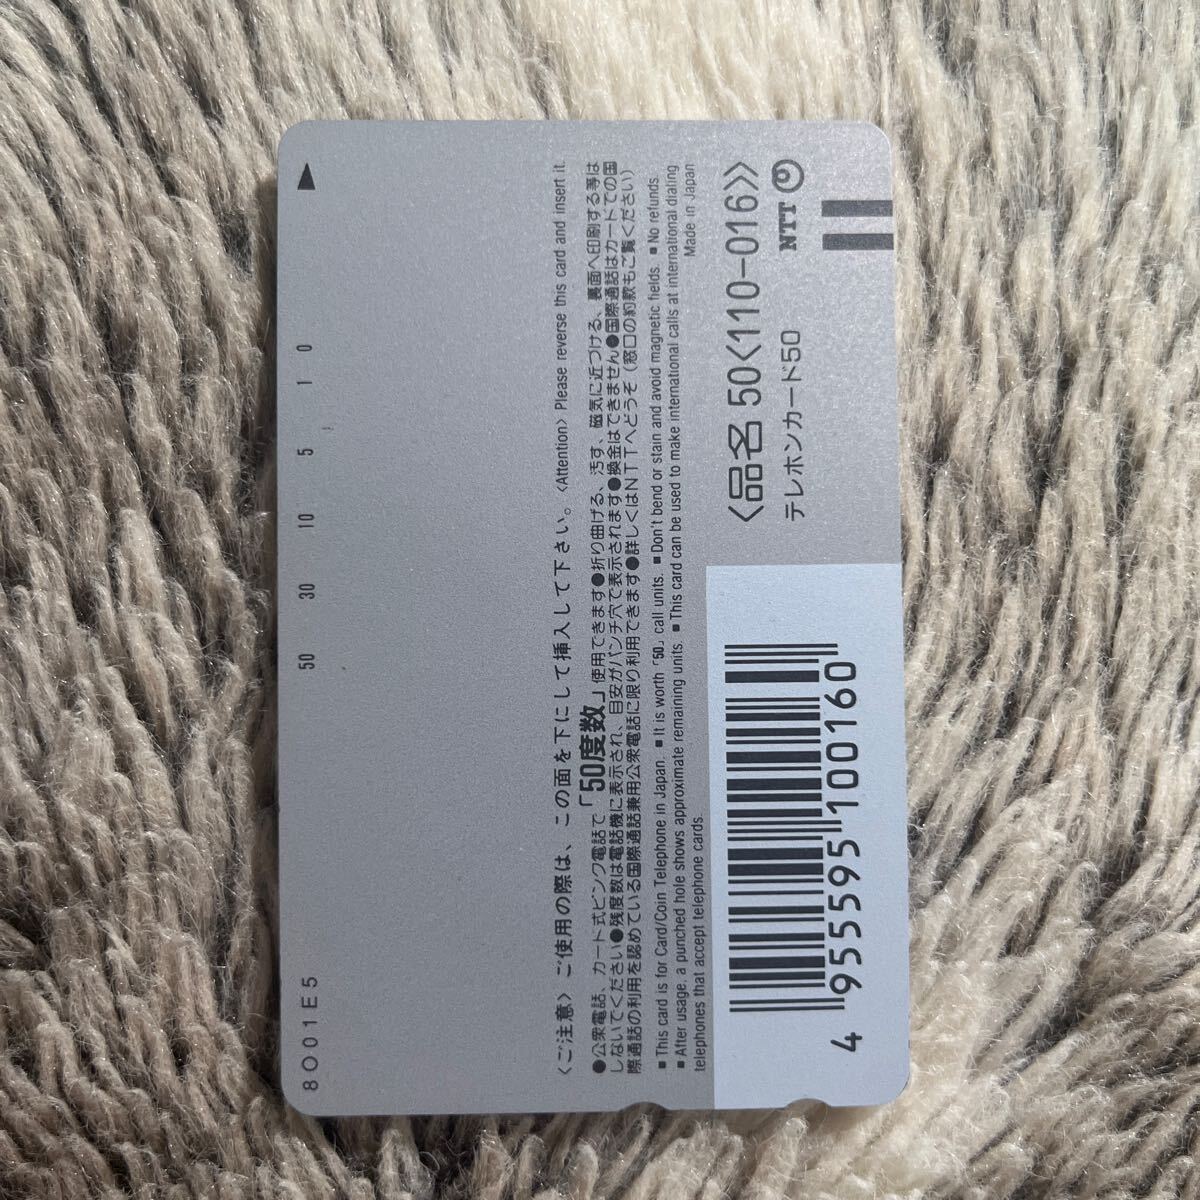 50 30 10 5 1 0
8O01E5
〈ご注意〉 ご使用の際は、この面を下にして挿入して下さい。〈Attention〉 Please reverse this card and insert it.
●公衆電話、カード式ピンク電話で「50度数」使用できます●折り曲げる、汚す、磁気に近づける、裏面へ印刷する等は
しないでください●残度数は電話機に表示され、目安がパンチ穴で表示されます●換金はできません●国際通話はカードでの国
際通話の利用を認めている国際通話兼用公衆電話に限り利用できます●詳しくはNTTへどうぞ(窓口の約款もご覧ください)
■This card is for Card/Coin Telephone in Japan. ■It is worth「50」call units. ■Don't bend or stain and avoid magnetic fields. ■No refunds.
■After usage, a punched hole shows approximate remaining units. ■This card can be used to make international calls at international dialing
telephones that accept telephone cards. Made in Japan
〈品名 50〈110-016〉〉
テレホンカード50
NTT
4 955595 100160